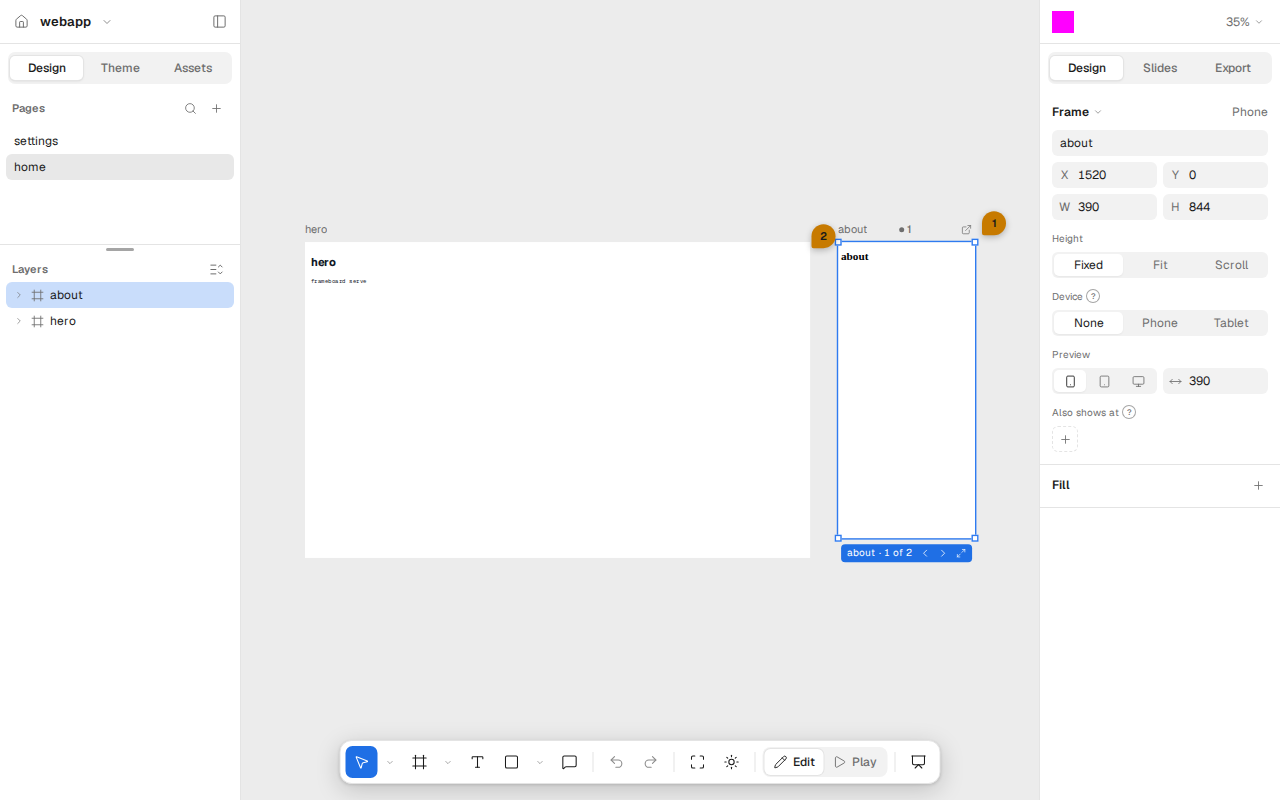 webapp
35%
Design Theme Assets
Design Slides Export
Pages
settings
home
Layers
about
hero
hero
hero
frameboard serve
2
about 1
1
about
about · 1 of 2
Edit Play
Frame Phone
about
X 1520 Y 0
W 390 H 844
Height
Fixed Fit Scroll
Device ?
None Phone Tablet
Preview
390
Also shows at ?
Fill